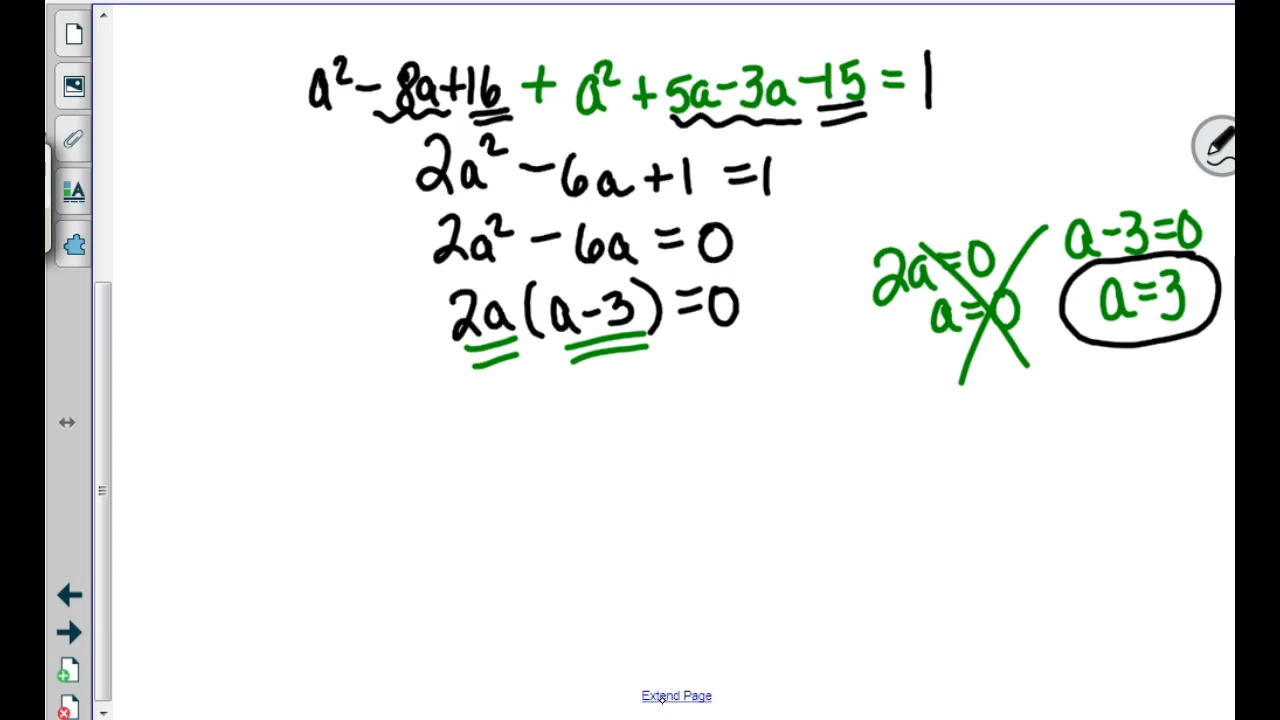 a² - 8a + 16 + a² + 5a - 3a - 15 = 1
2a² - 6a + 1 = 1
2a² - 6a = 0
2a(a - 3) = 0
2a = 0
a = 0
a - 3 = 0
a = 3
Extend Page